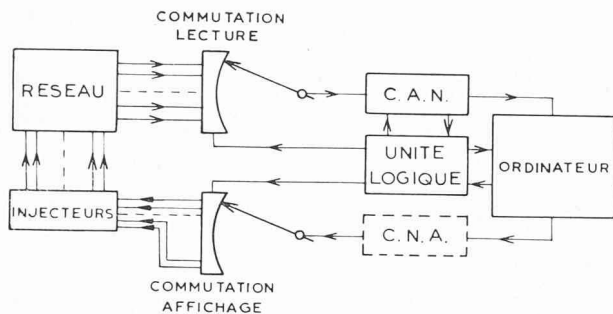 COMMUTATION
LECTURE
RESEAU
C. A. N.
UNITE
LOGIQUE
ORDINATEUR
INJECTEURS
C. N. A.
COMMUTATION
AFFICHAGE